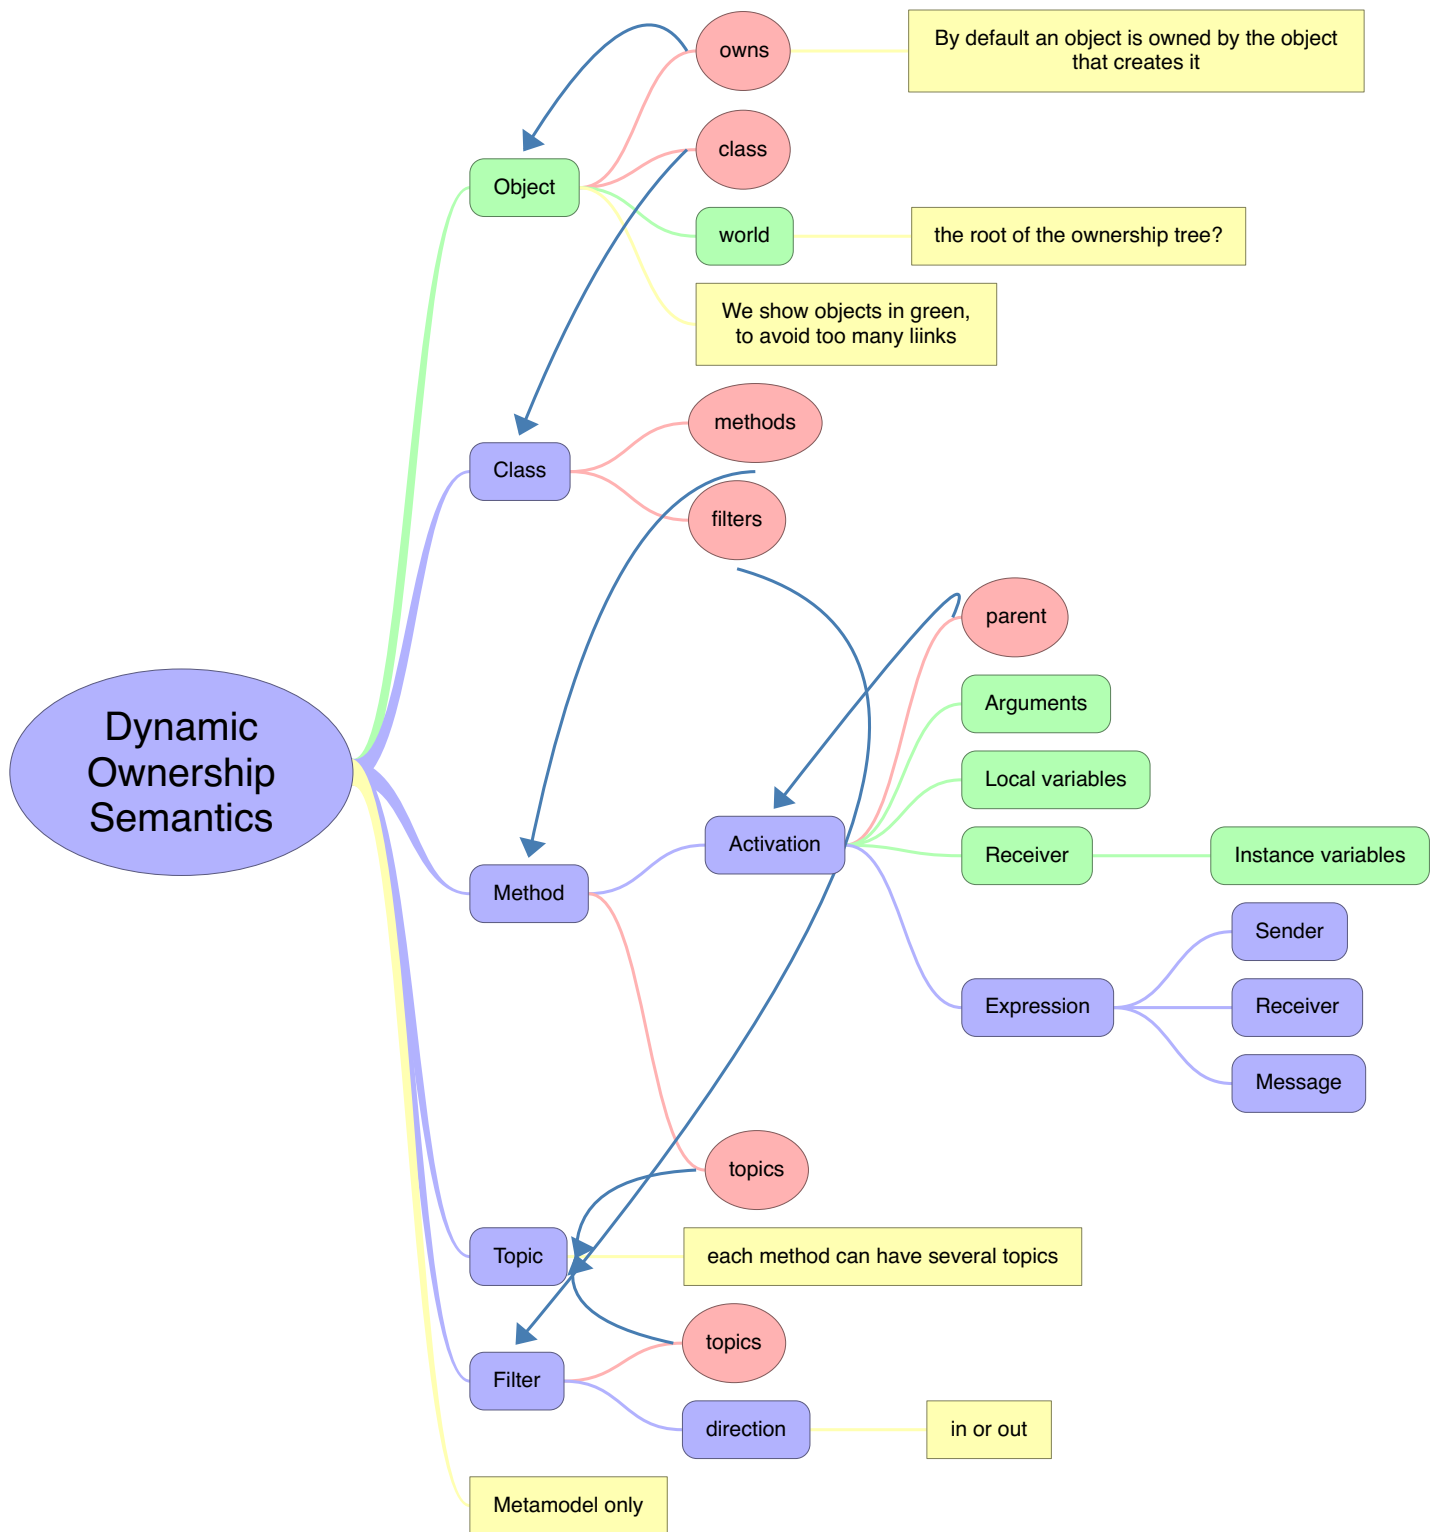 owns
By default an object is owned by the object
that creates it
class
Object
world
the root of the ownership tree?
We show objects in green,
to avoid too many liinks
methods
Class
filters
parent
Arguments
Dynamic
Ownership
Semantics
Local variables
Activation
Receiver
Instance variables
Method
Sender
Expression
Receiver
Message
topics
Topic
each method can have several topics
topics
Filter
direction
in or out
Metamodel only